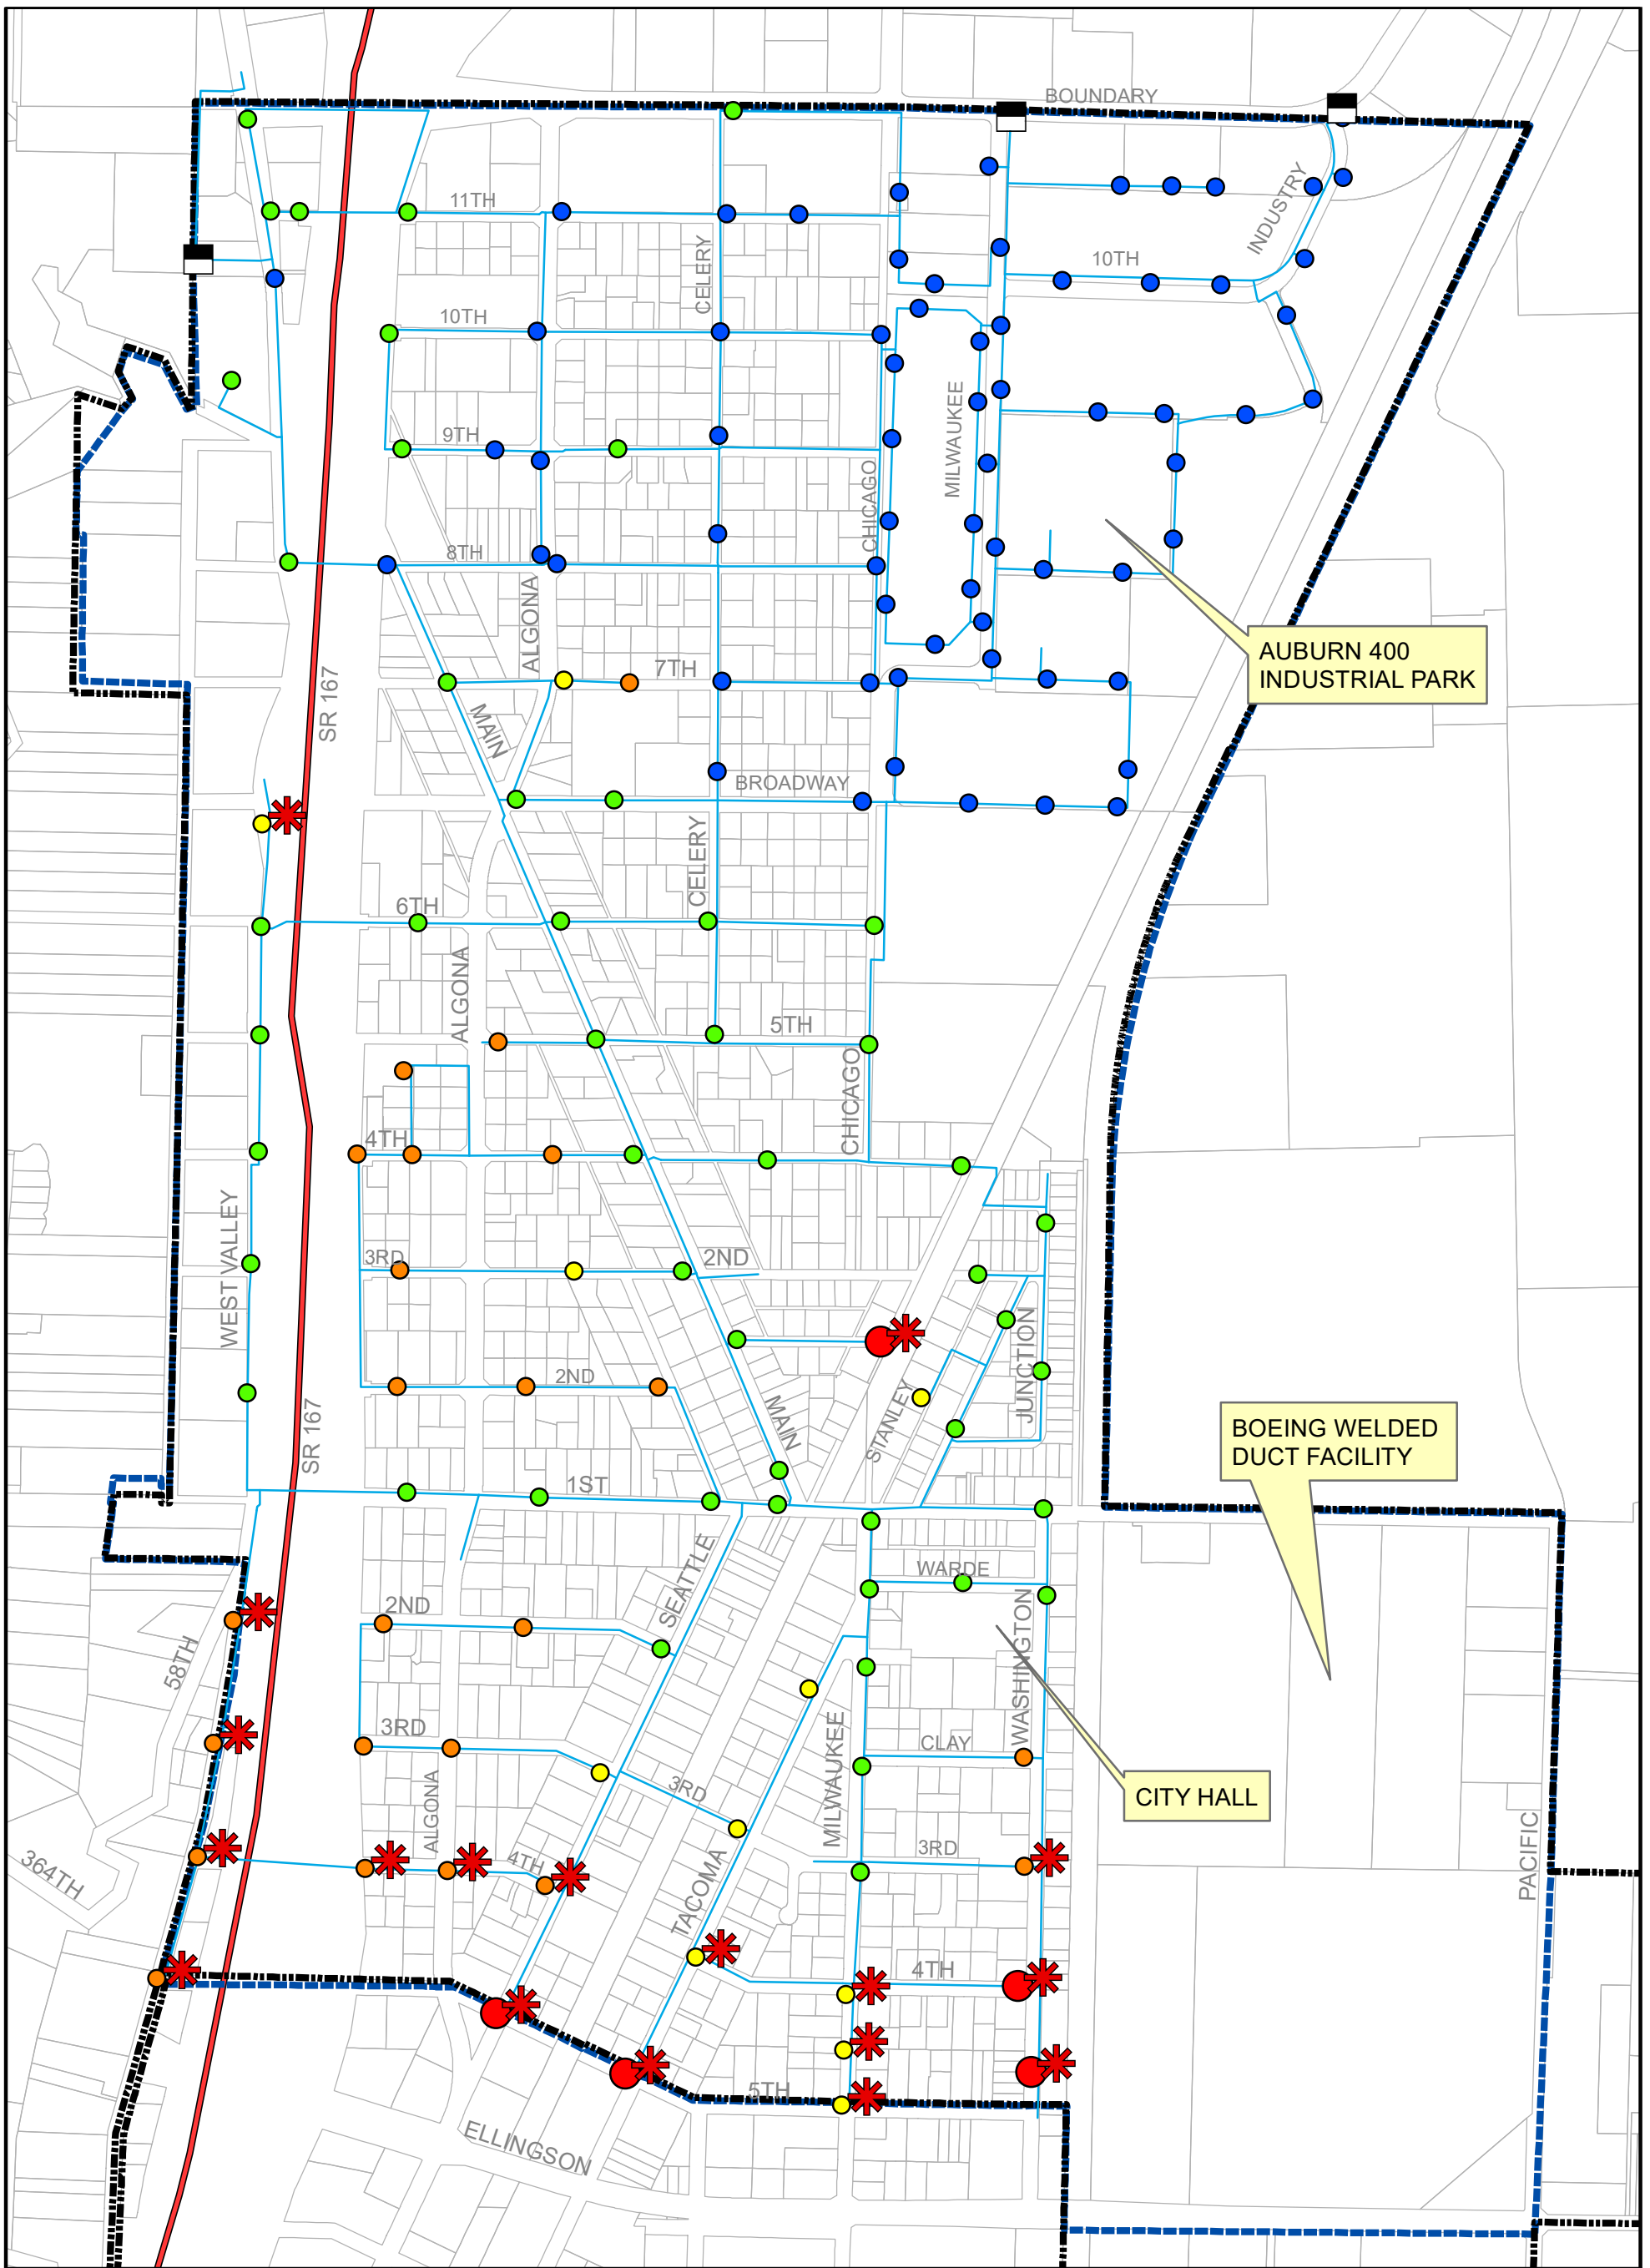 BOUNDARY
11TH
INDUSTRY
CELERY
10TH
10TH
MILWAUKEE
9TH
CHICAGO
8TH
ALGONA
AUBURN 400
INDUSTRIAL PARK
7TH
SR 167
MAIN
BROADWAY
CELERY
6TH
ALGONA
5TH
CHICAGO
4TH
WEST VALLEY
3RD
2ND
JUNCTION
2ND
MAIN
STANLEY
SR 167
BOEING WELDED
DUCT FACILITY
1ST
SEATTLE
WARDE
2ND
WASHINGTON
58TH
3RD
MILWAUKEE
CLAY
3RD
CITY HALL
ALGONA
3RD
PACIFIC
364TH
4TH
TACOMA
4TH
5TH
ELLINGSON